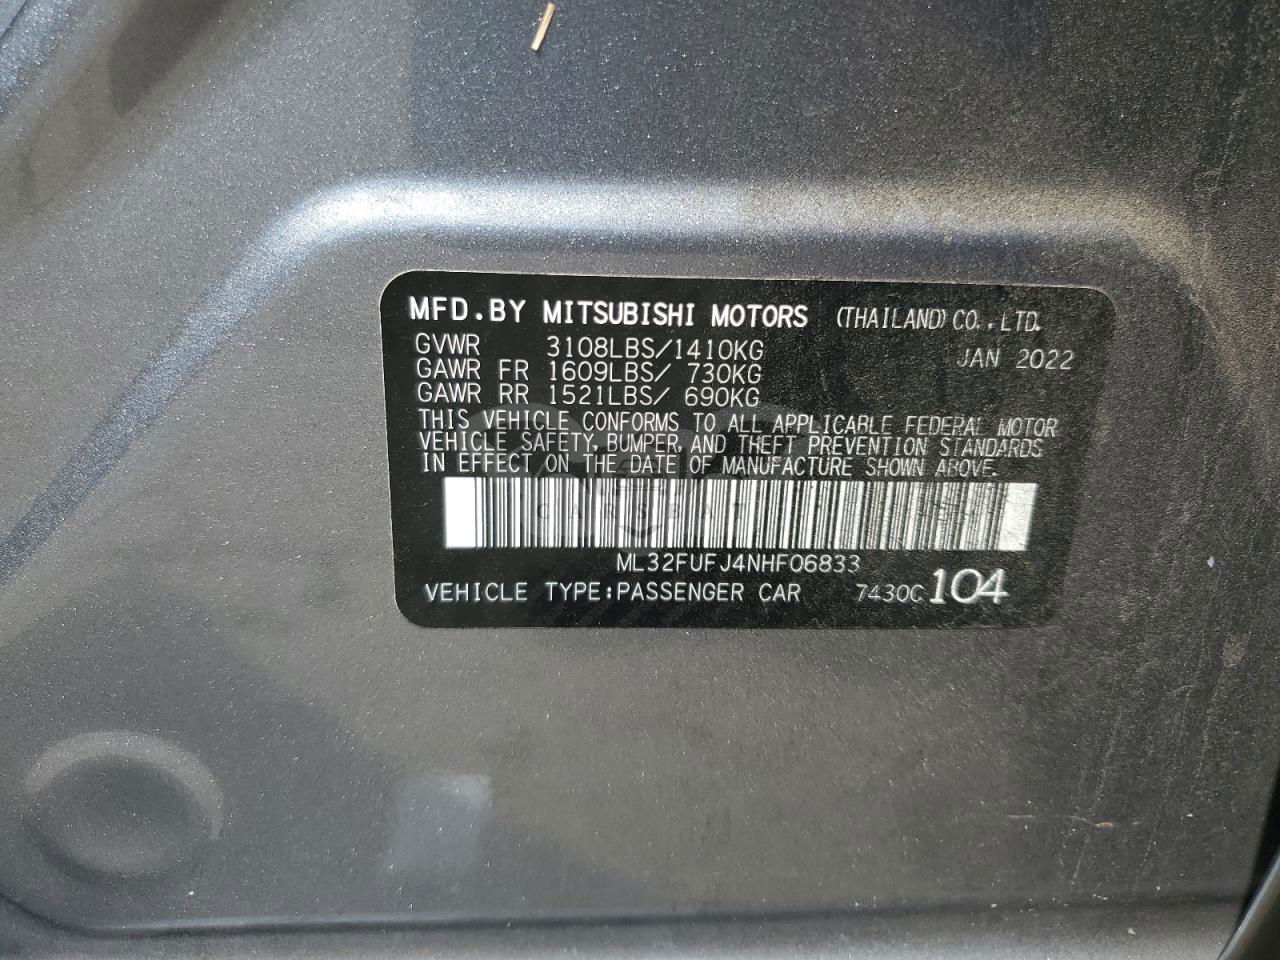 MFD.BY MITSUBISHI MOTORS (THAILAND) CO.,LTD.
GVWR 3108LBS/1410KG JAN 2022
GAWR FR 1609LBS/ 730KG
GAWR RR 1521LBS/ 690KG
THIS VEHICLE CONFORMS TO ALL APPLICABLE FEDERAL MOTOR
VEHICLE SAFETY, BUMPER, AND THEFT PREVENTION STANDARDS
IN EFFECT ON THE DATE OF MANUFACTURE SHOWN ABOVE.
ML32FUFJ4NHF06833
VEHICLE TYPE:PASSENGER CAR 7430C 104